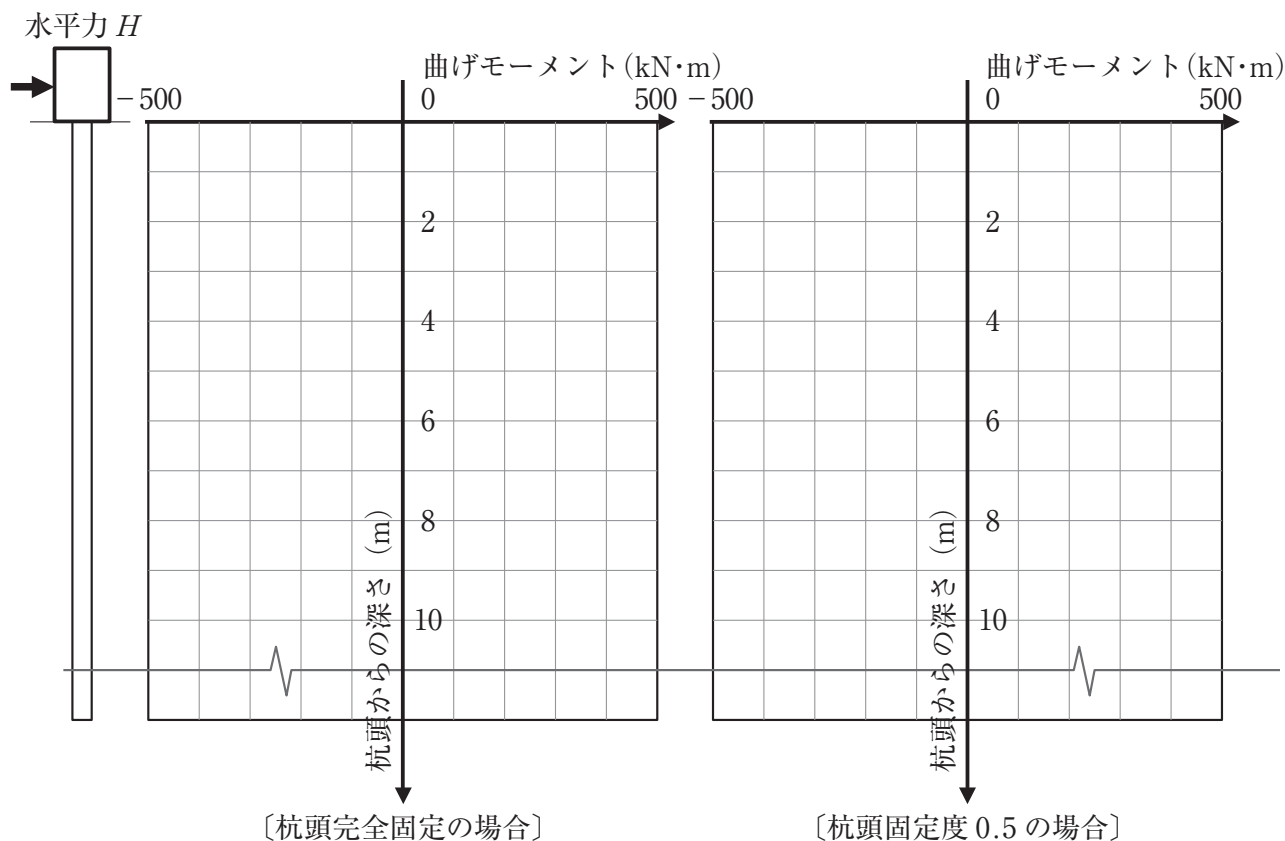 水平力 H
曲げモーメント(kN・m)
－500 0 500
2
4
6
8
10
杭頭からの深さ (m)
〔杭頭完全固定の場合〕
曲げモーメント(kN・m)
－500 0 500
2
4
6
8
10
杭頭からの深さ (m)
〔杭頭固定度 0.5 の場合〕